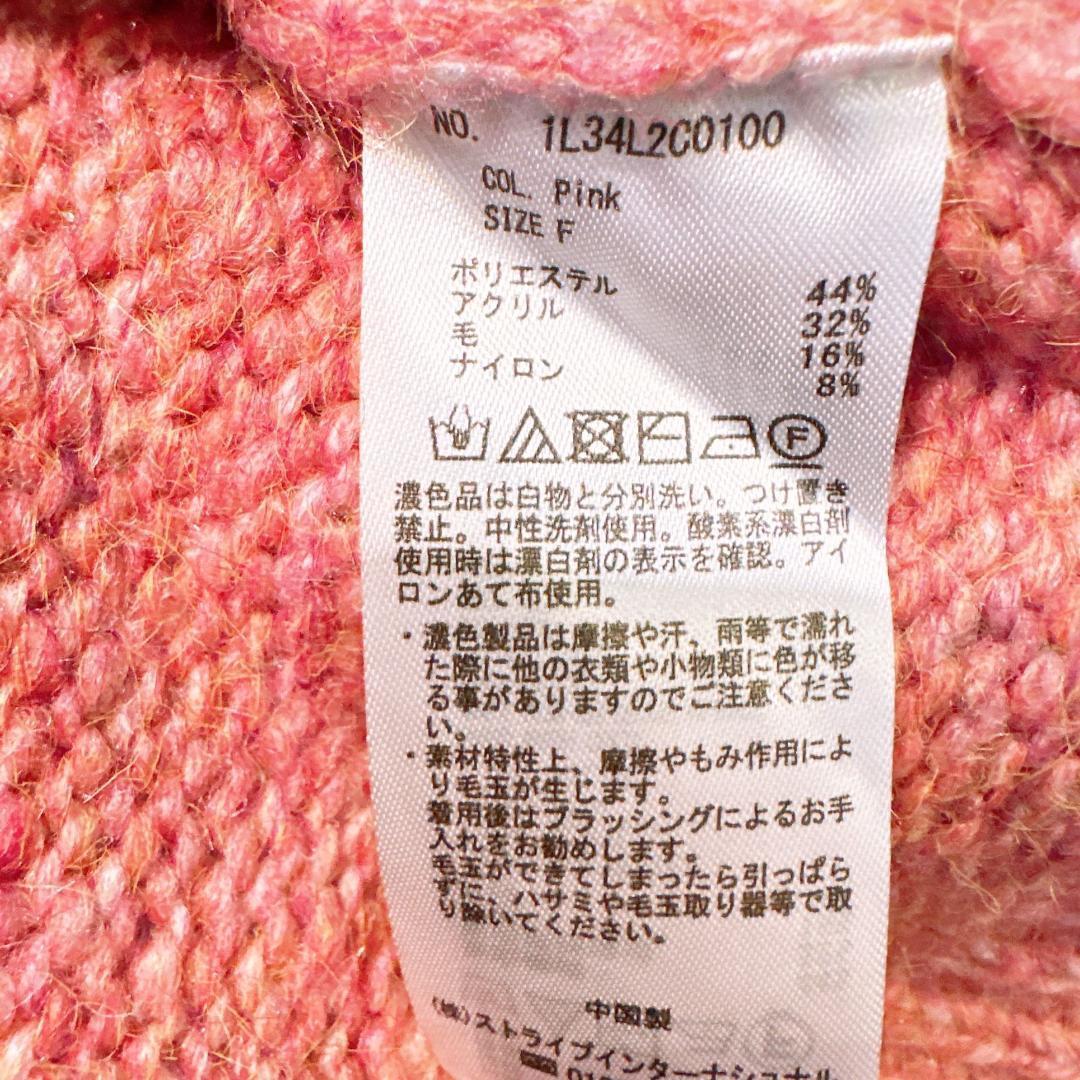 NO. 1L34L2C0100
COL. Pink
SIZE F
ポリエステル 44%
アクリル 32%
毛 16%
ナイロン 8%
F
濃色品は白物と分別洗い。つけ置き
禁止。中性洗剤使用。酸素系漂白剤
使用時は漂白剤の表示を確認。アイ
ロンあて布使用。
・濃色製品は摩擦や汗、雨等で濡れ
た際に他の衣類や小物類に色が移
る事がありますのでご注意くださ
い。
・素材特性上、摩擦やもみ作用によ
り毛玉が生じます。
着用後はブラッシングによるお手
入れをお勧めします。
毛玉ができてしまったら引っぱら
ずに、ハサミや毛玉取り器等で取
り除いてください。
中国製
(株)ストライプインターナショナル